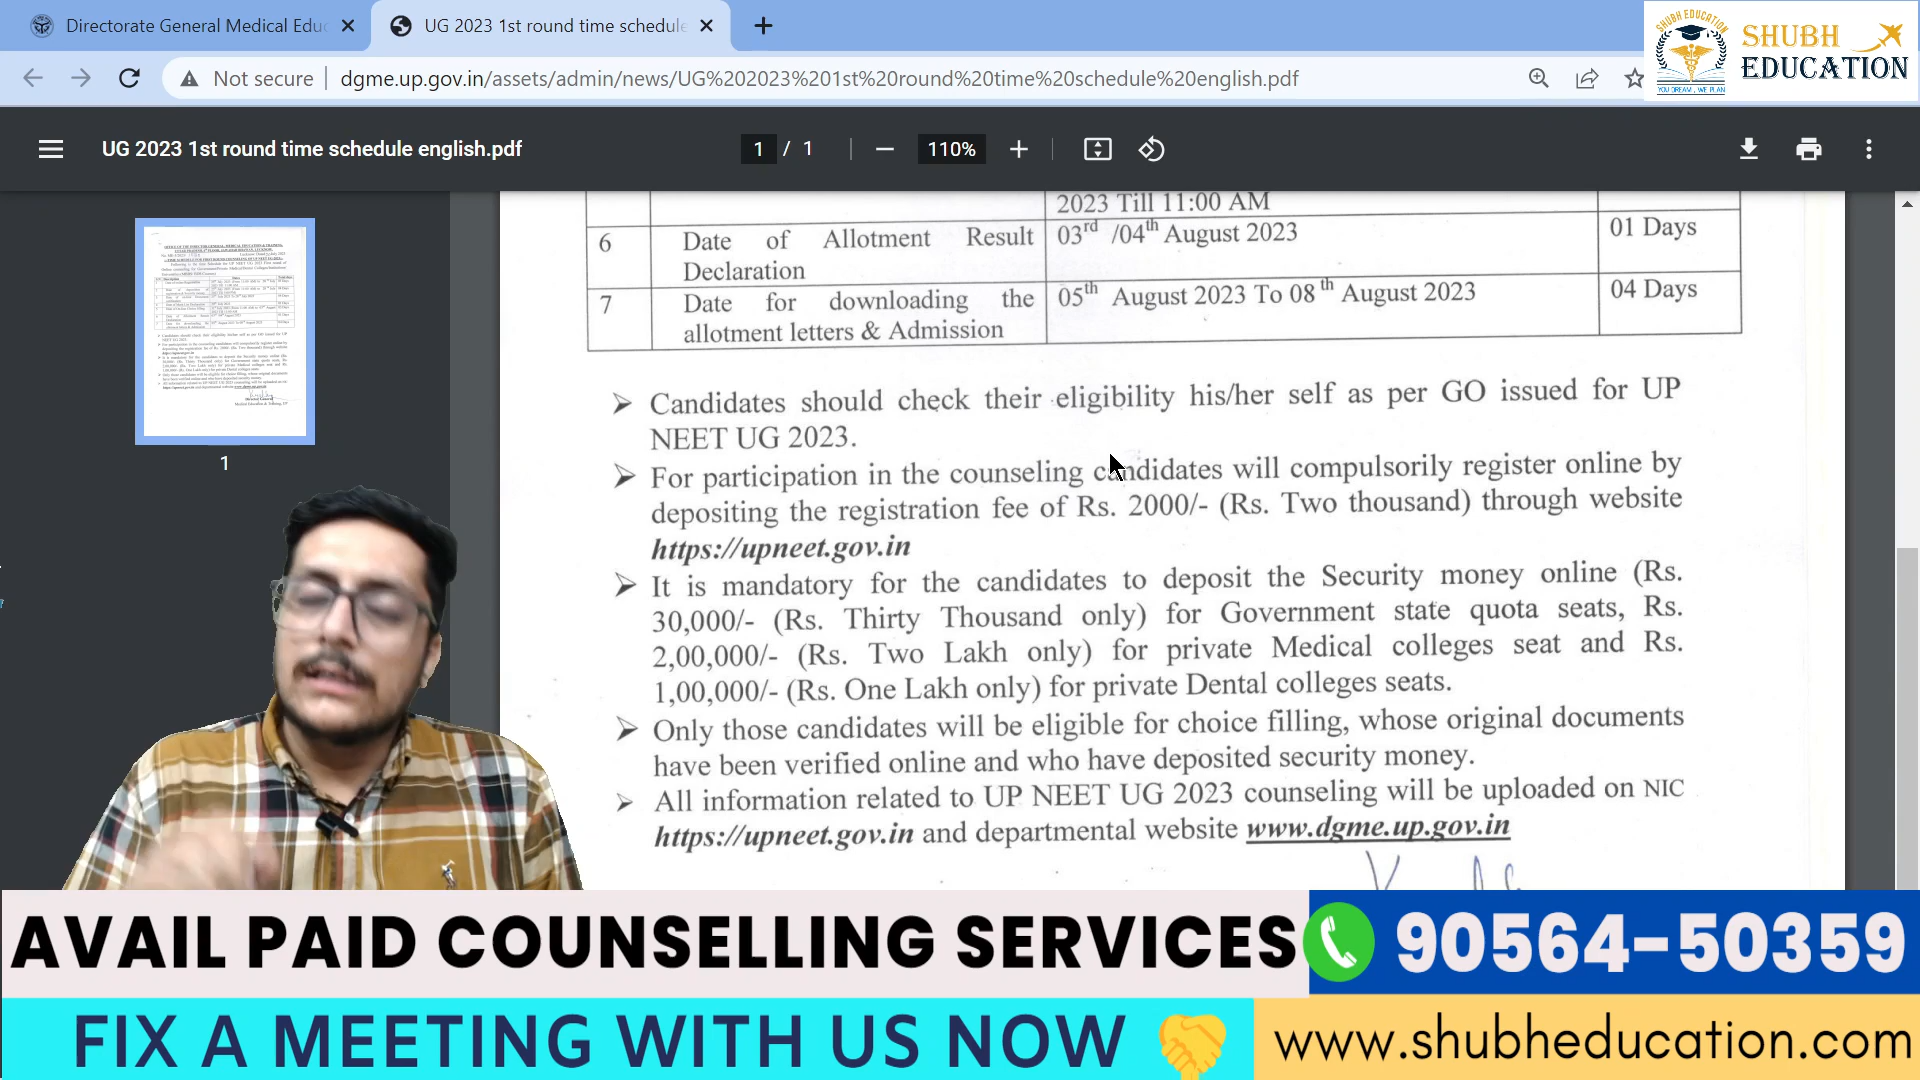 Directorate General Medical Edu
UG 2023 1st round time schedule
Not secure
dgme.up.gov.in/assets/admin/news/UG%202023%201st%20round%20time%20schedule%20english.pdf
SHUBH EDUCATION
SHUBH
EDUCATION
YOU DREAM , WE PLAN
UG 2023 1st round time schedule english.pdf
1 / 1
110%
1
2023 Till 11:00 AM
6 Date of Allotment Result 03rd /04th August 2023 01 Days
Declaration
7 Date for downloading the 05th August 2023 To 08 th August 2023 04 Days
allotment letters & Admission
➢ Candidates should check their eligibility his/her self as per GO issued for UP
NEET UG 2023.
➢ For participation in the counseling candidates will compulsorily register online by
depositing the registration fee of Rs. 2000/- (Rs. Two thousand) through website
https://upneet.gov.in
➢ It is mandatory for the candidates to deposit the Security money online (Rs.
30,000/- (Rs. Thirty Thousand only) for Government state quota seats, Rs.
2,00,000/- (Rs. Two Lakh only) for private Medical colleges seat and Rs.
1,00,000/- (Rs. One Lakh only) for private Dental colleges seats.
➢ Only those candidates will be eligible for choice filling, whose original documents
have been verified online and who have deposited security money.
➢ All information related to UP NEET UG 2023 counseling will be uploaded on NIC
https://upneet.gov.in and departmental website www.dgme.up.gov.in
AVAIL PAID COUNSELLING SERVICES
90564-50359
FIX A MEETING WITH US NOW
www.shubheducation.com